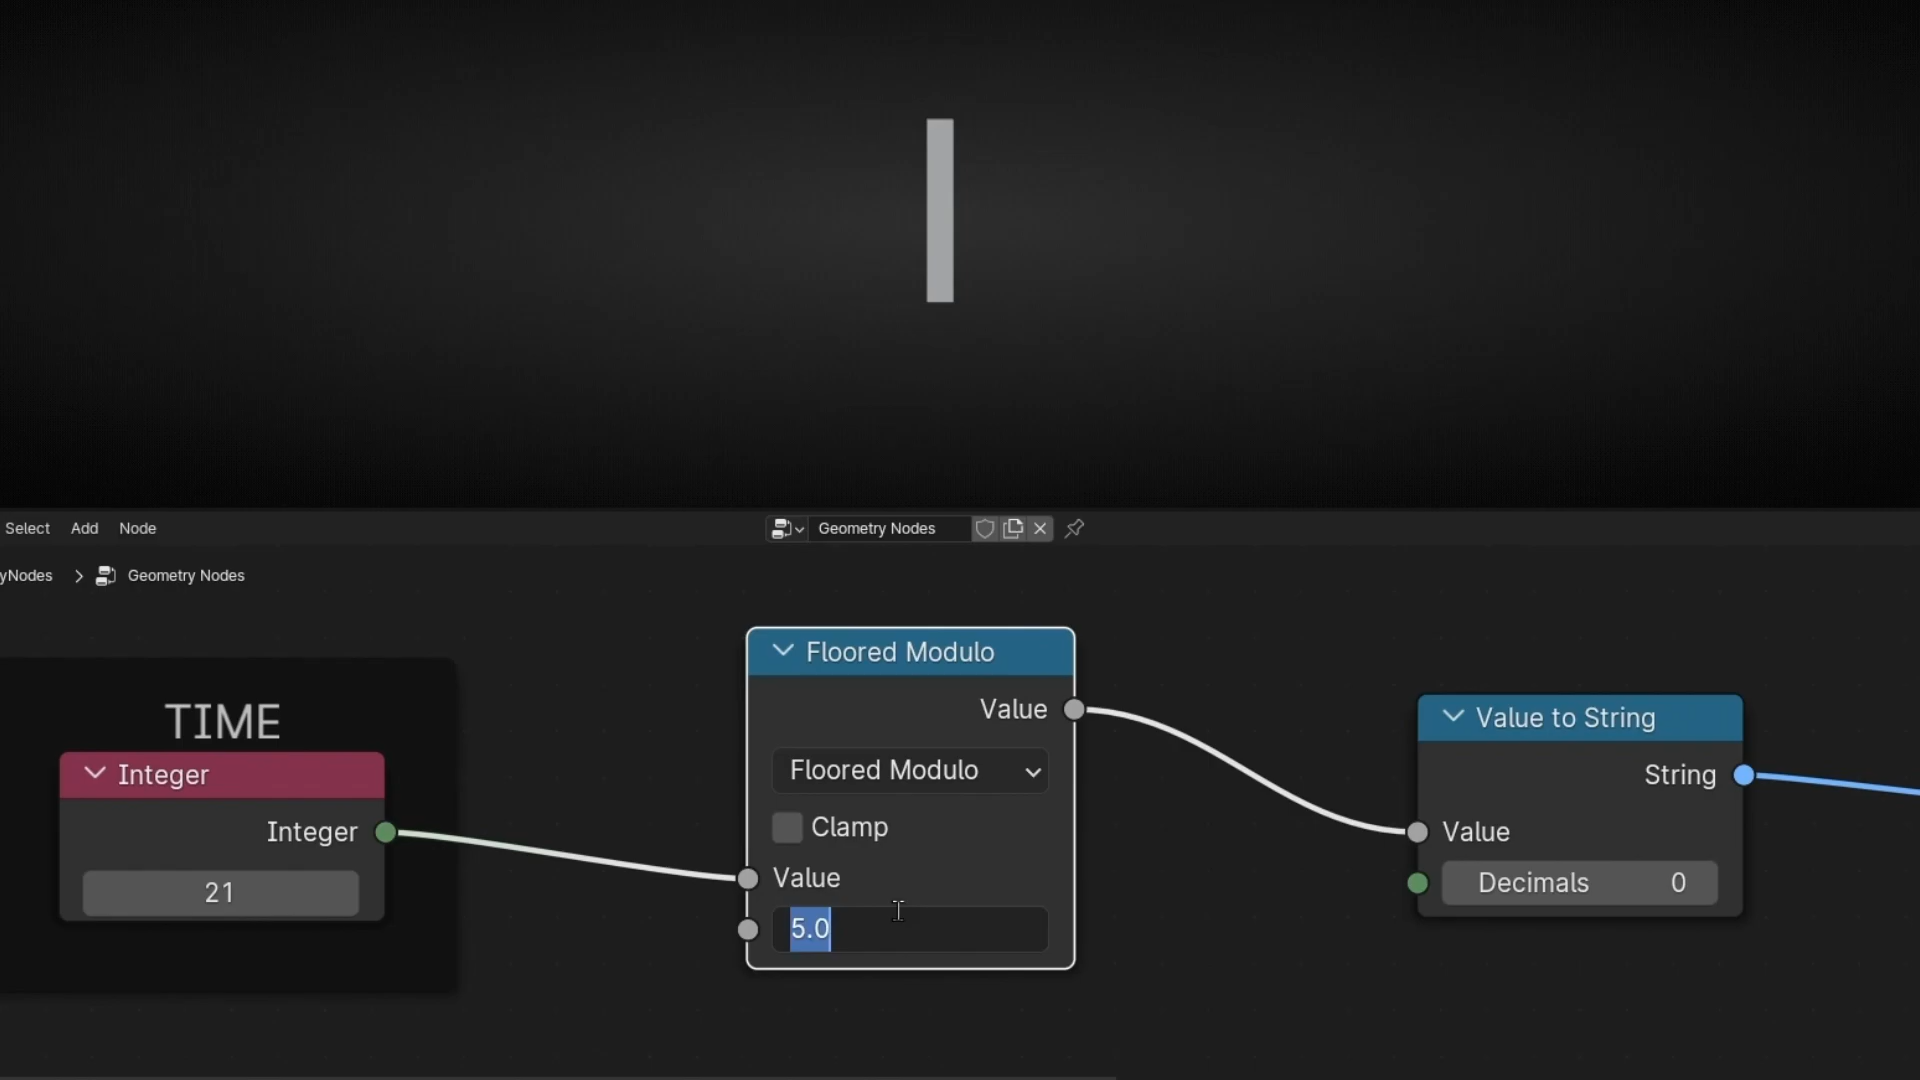 1
Select Add Node Geometry Nodes
yNodes Geometry Nodes
Floored Modulo
Value
Floored Modulo
Clamp
Value
5.0
TIME
Integer
Integer
21
Value to String
String
Value
Decimals 0